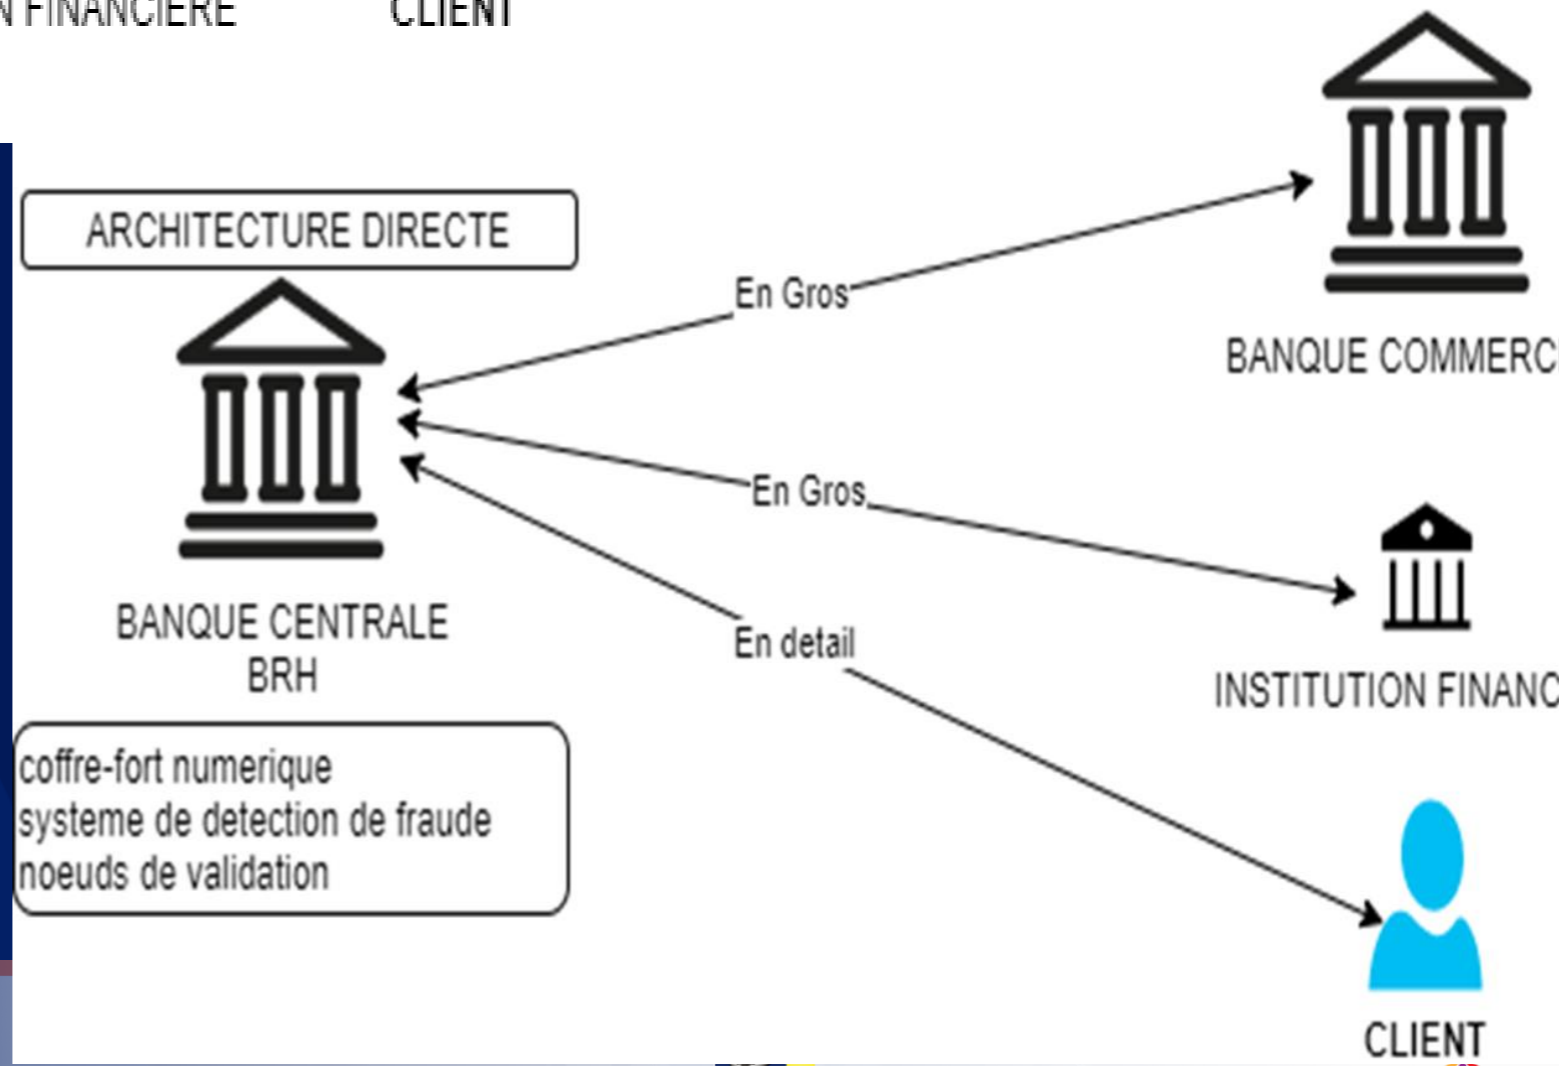 N FINANCIERE CLIENT
ARCHITECTURE DIRECTE
En Gros
BANQUE COMMERC
En Gros
BANQUE CENTRALE
BRH
En detail
INSTITUTION FINANC
coffre-fort numerique
systeme de detection de fraude
noeuds de validation
CLIENT